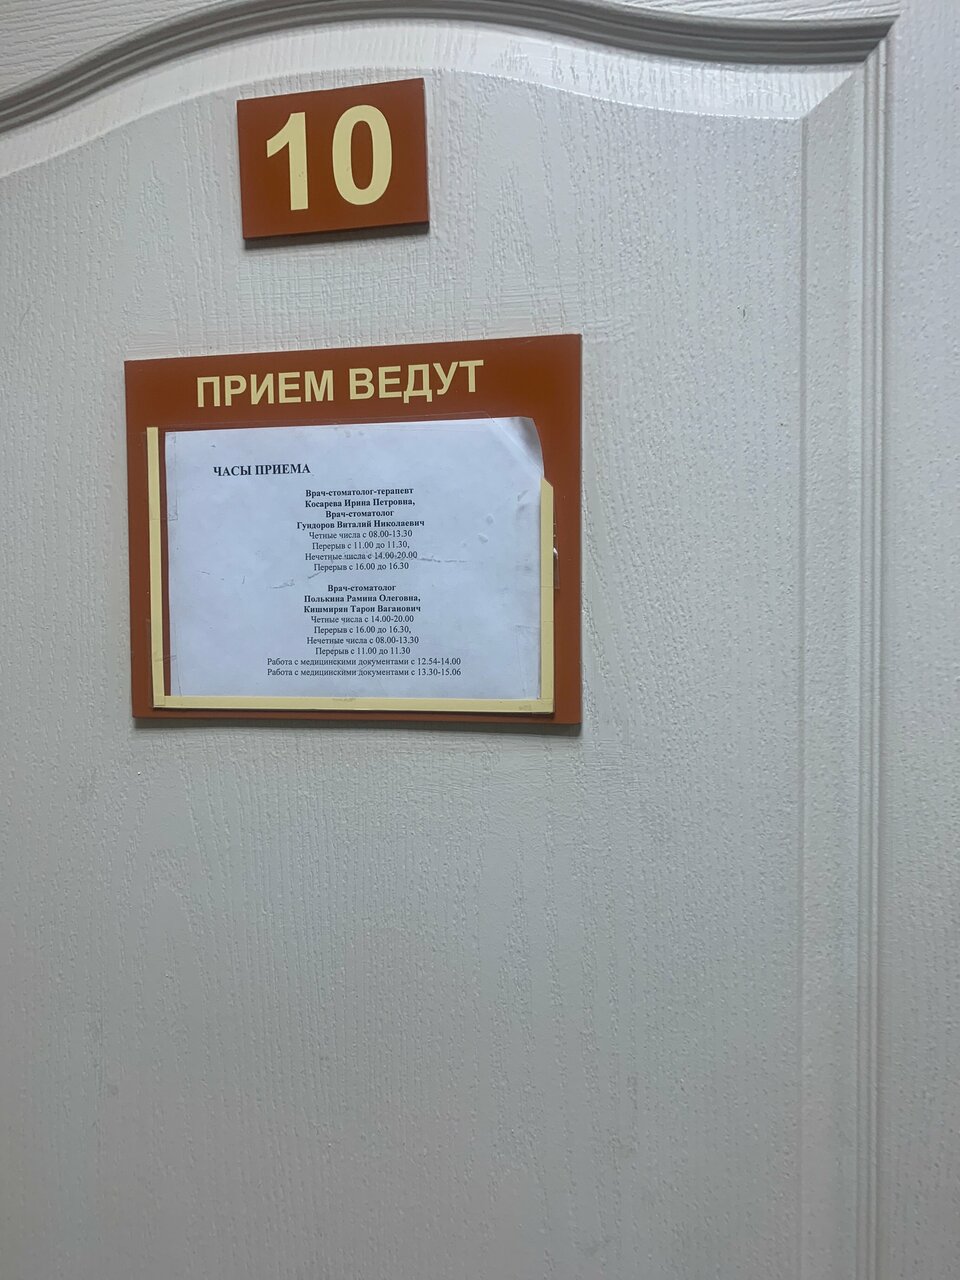 10
ПРИЕМ ВЕДУТ
ЧАСЫ ПРИЕМА
Врач-стоматолог-терапевт
Косарева Ирина Петровна,
Врач-стоматолог
Гундоров Виталий Николаевич
Четные числа с 08.00-13.30
Перерыв с 11.00 до 11.30,
Нечетные числа с 14.00-20.00
Перерыв с 16.00 до 16.30
Врач-стоматолог
Полькина Рамина Олеговна,
Кишмирян Тарон Ваганович
Четные числа с 14.00-20.00
Перерыв с 16.00 до 16.30,
Нечетные числа с 08.00-13.30
Перерыв с 11.00 до 11.30
Работа с медицинскими документами с 12.54-14.00
Работа с медицинскими документами с 13.30-15.06